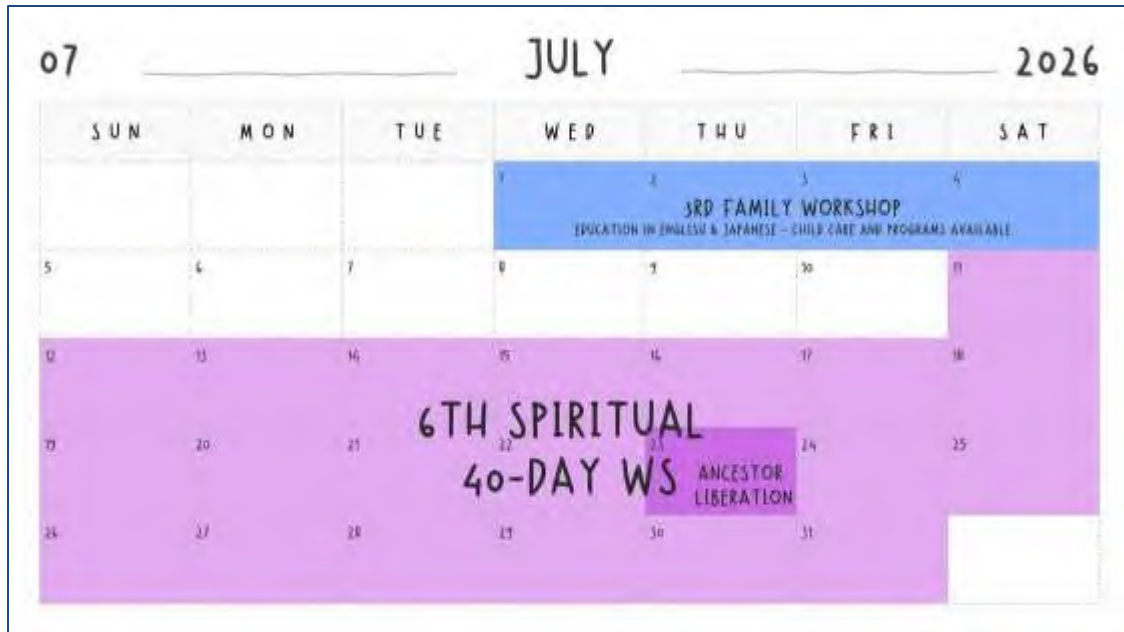 07 JULY 2026
SUN MON TUE WED THU FRI SAT
1 2 3 4
3RD FAMILY WORKSHOP
EDUCATION IN ENGLISH & JAPANESE - CHILD CARE AND PROGRAMS AVAILABLE
5 6 7 8 9 10 11
12 13 14 15 16 17 18
6TH SPIRITUAL
19 20 21 22 23 24 25
40-DAY WS
ANCESTOR
LIBERATION
26 27 28 29 30 31